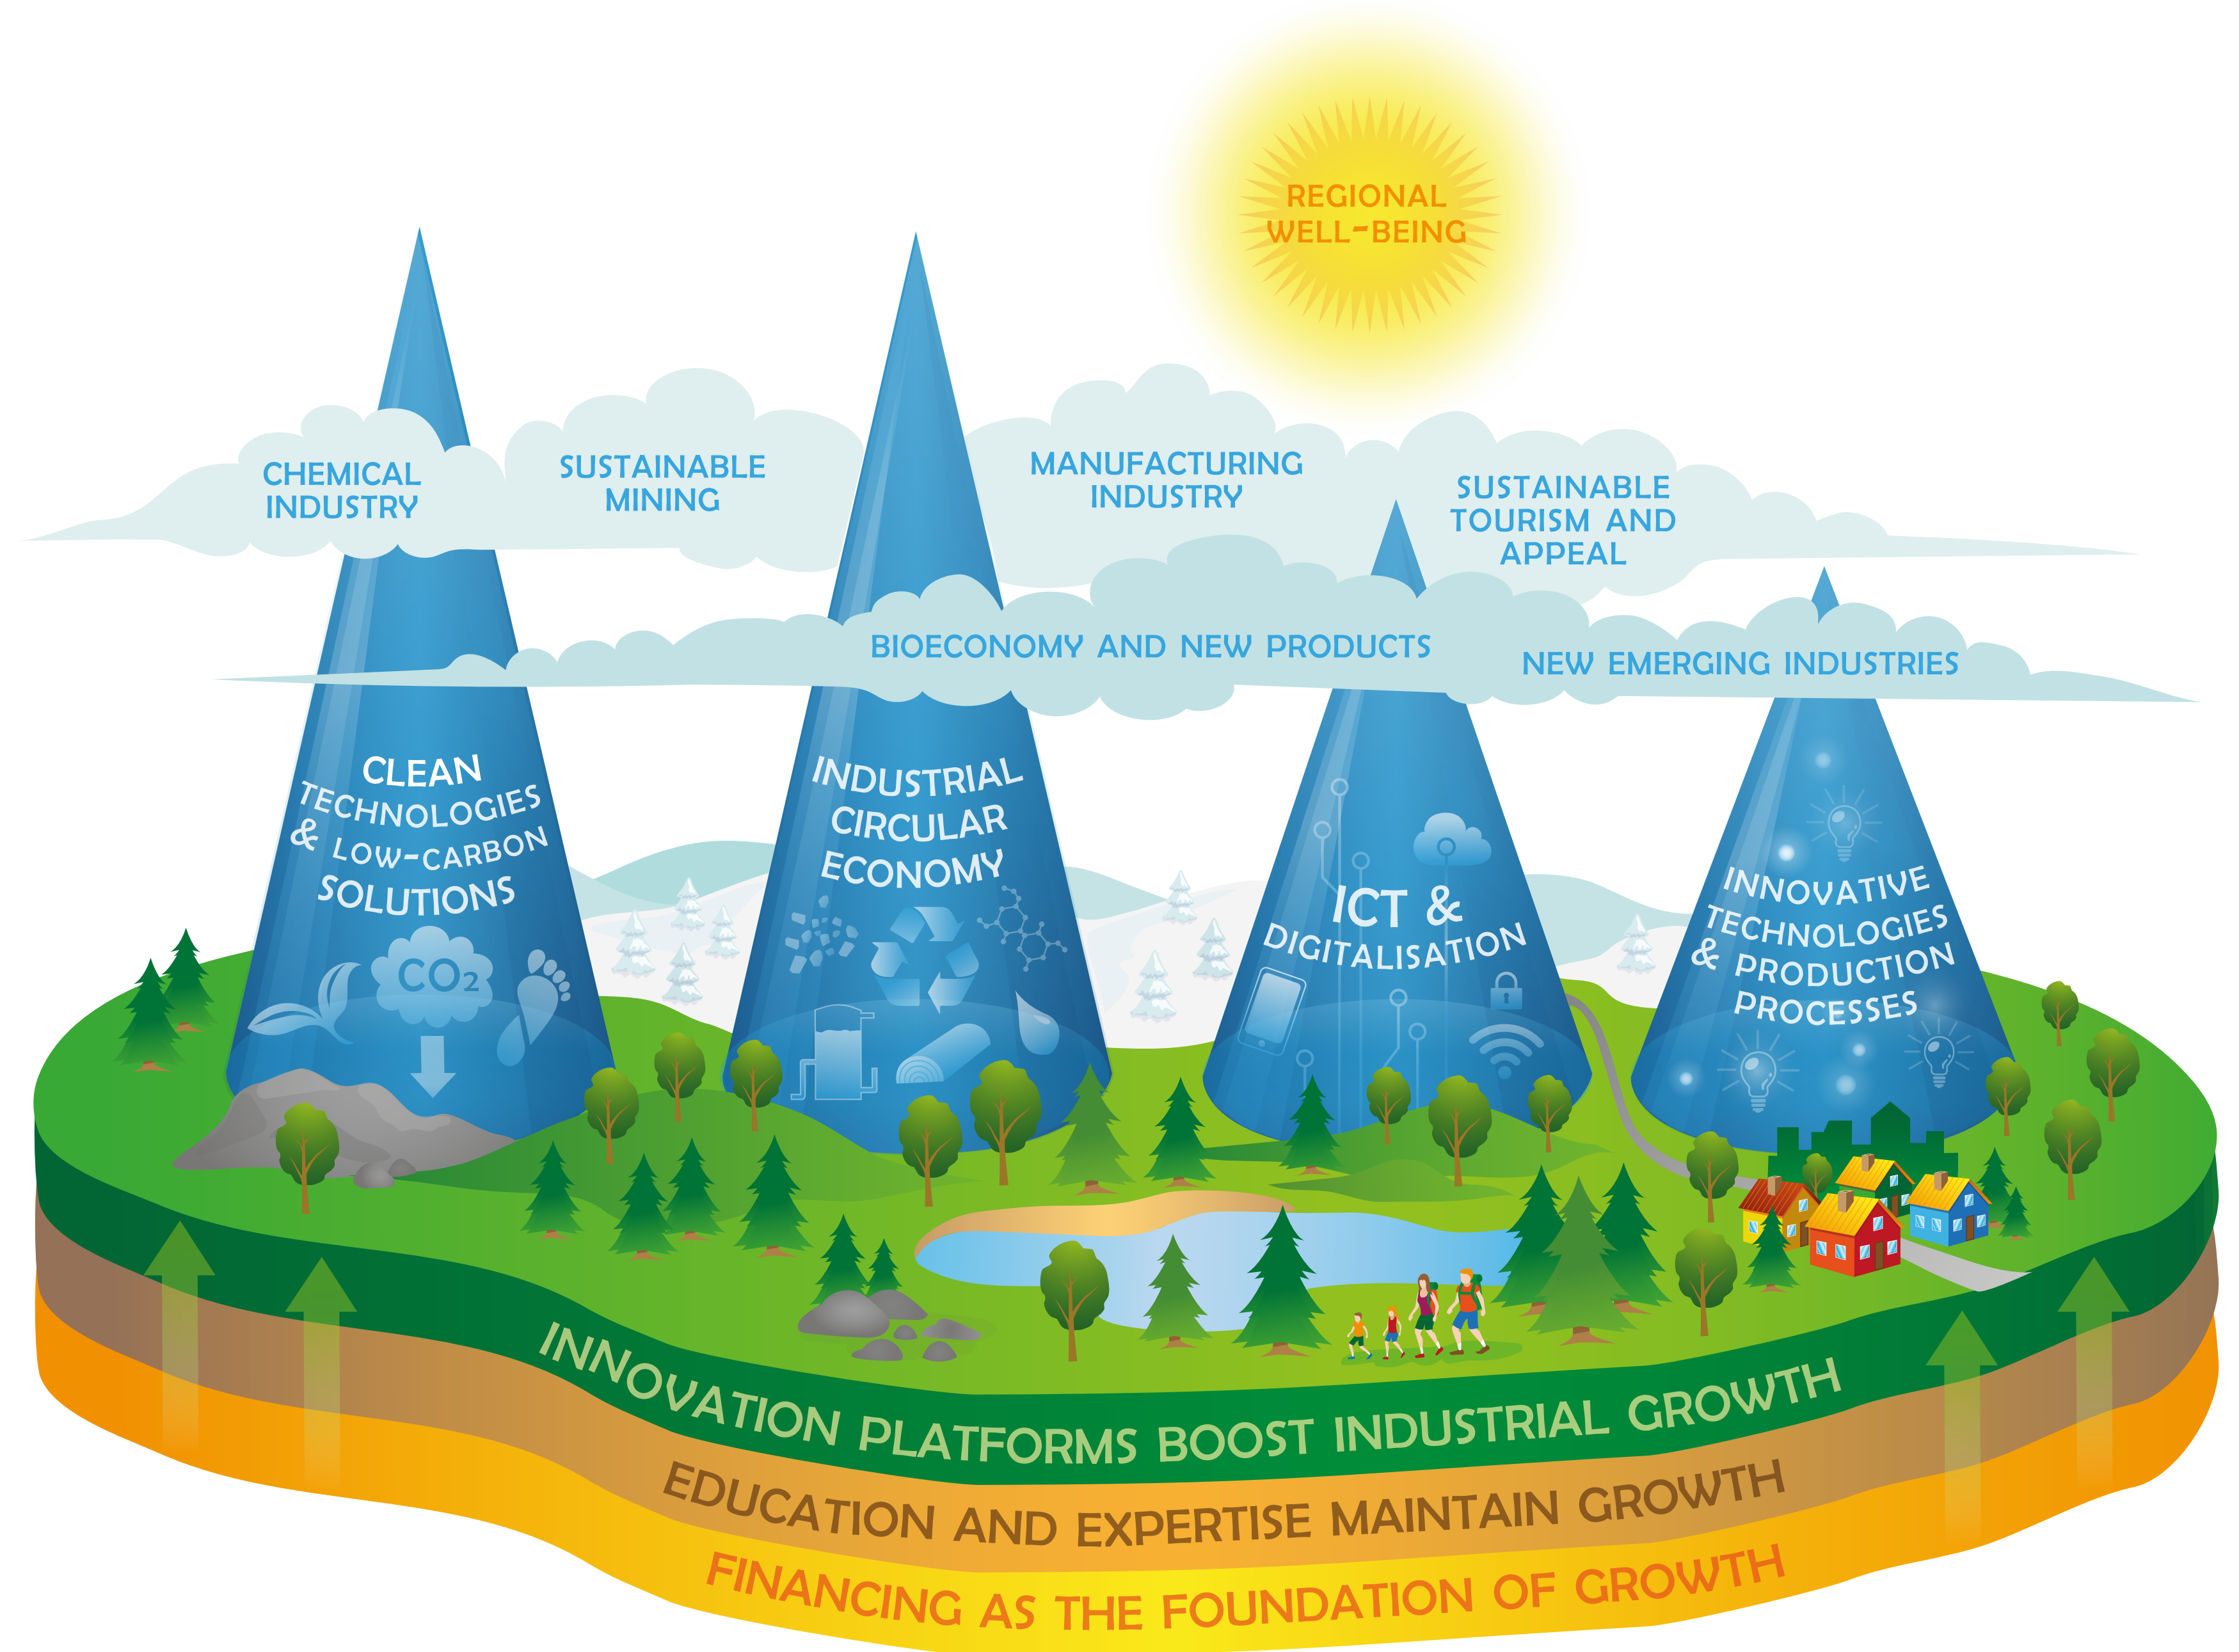 REGIONAL
WELL-BEING
CHEMICAL
INDUSTRY
SUSTAINABLE
MINING
MANUFACTURING
INDUSTRY
SUSTAINABLE
TOURISM AND
APPEAL
BIOECONOMY AND NEW PRODUCTS
NEW EMERGING INDUSTRIES
CLEAN
TECHNOLOGIES
& LOW-CARBON
SOLUTIONS
CO2
INDUSTRIAL
CIRCULAR
ECONOMY
ICT &
DIGITALISATION
INNOVATIVE
TECHNOLOGIES
& PRODUCTION
PROCESSES
INNOVATION PLATFORMS BOOST INDUSTRIAL GROWTH
EDUCATION AND EXPERTISE MAINTAIN GROWTH
FINANCING AS THE FOUNDATION OF GROWTH